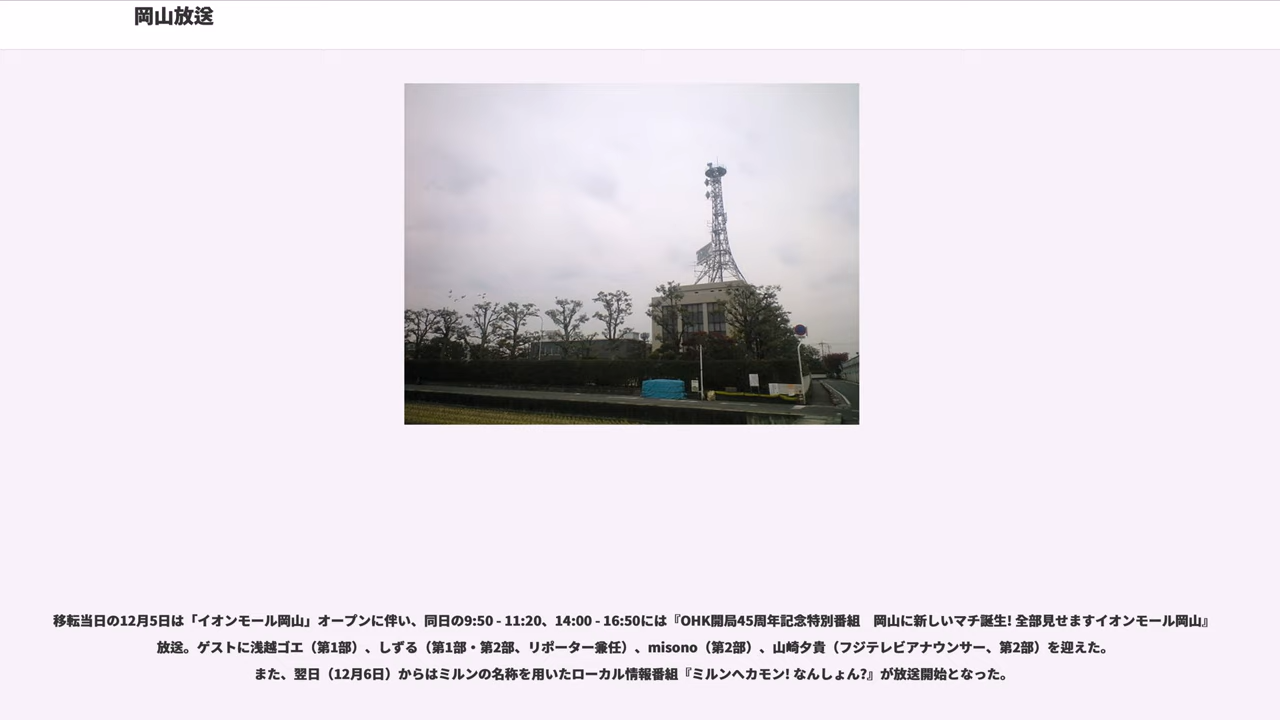 岡山放送
移転当日の12月5日は「イオンモール岡山」オープンに伴い、同日の9:50 - 11:20、14:00 - 16:50には『OHK開局45周年記念特別番組　岡山に新しいマチ誕生! 全部見せますイオンモール岡山』
放送。ゲストに浅越ゴエ（第1部）、しずる（第1部・第2部、リポーター兼任）、misono（第2部）、山崎夕貴（フジテレビアナウンサー、第2部）を迎えた。
また、翌日（12月6日）からはミルンの名称を用いたローカル情報番組『ミルンへカモン! なんしょん?』が放送開始となった。